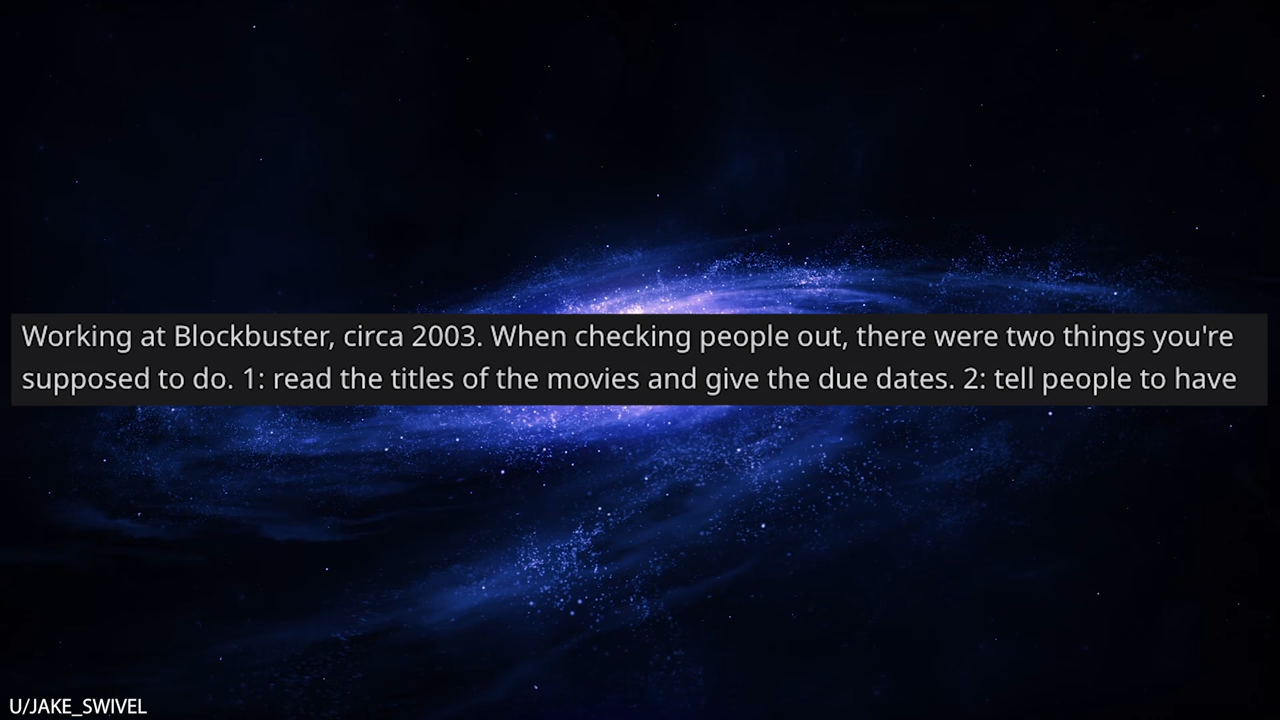 Working at Blockbuster, circa 2003. When checking people out, there were two things you're
supposed to do. 1: read the titles of the movies and give the due dates. 2: tell people to have
U/JAKE_SWIVEL